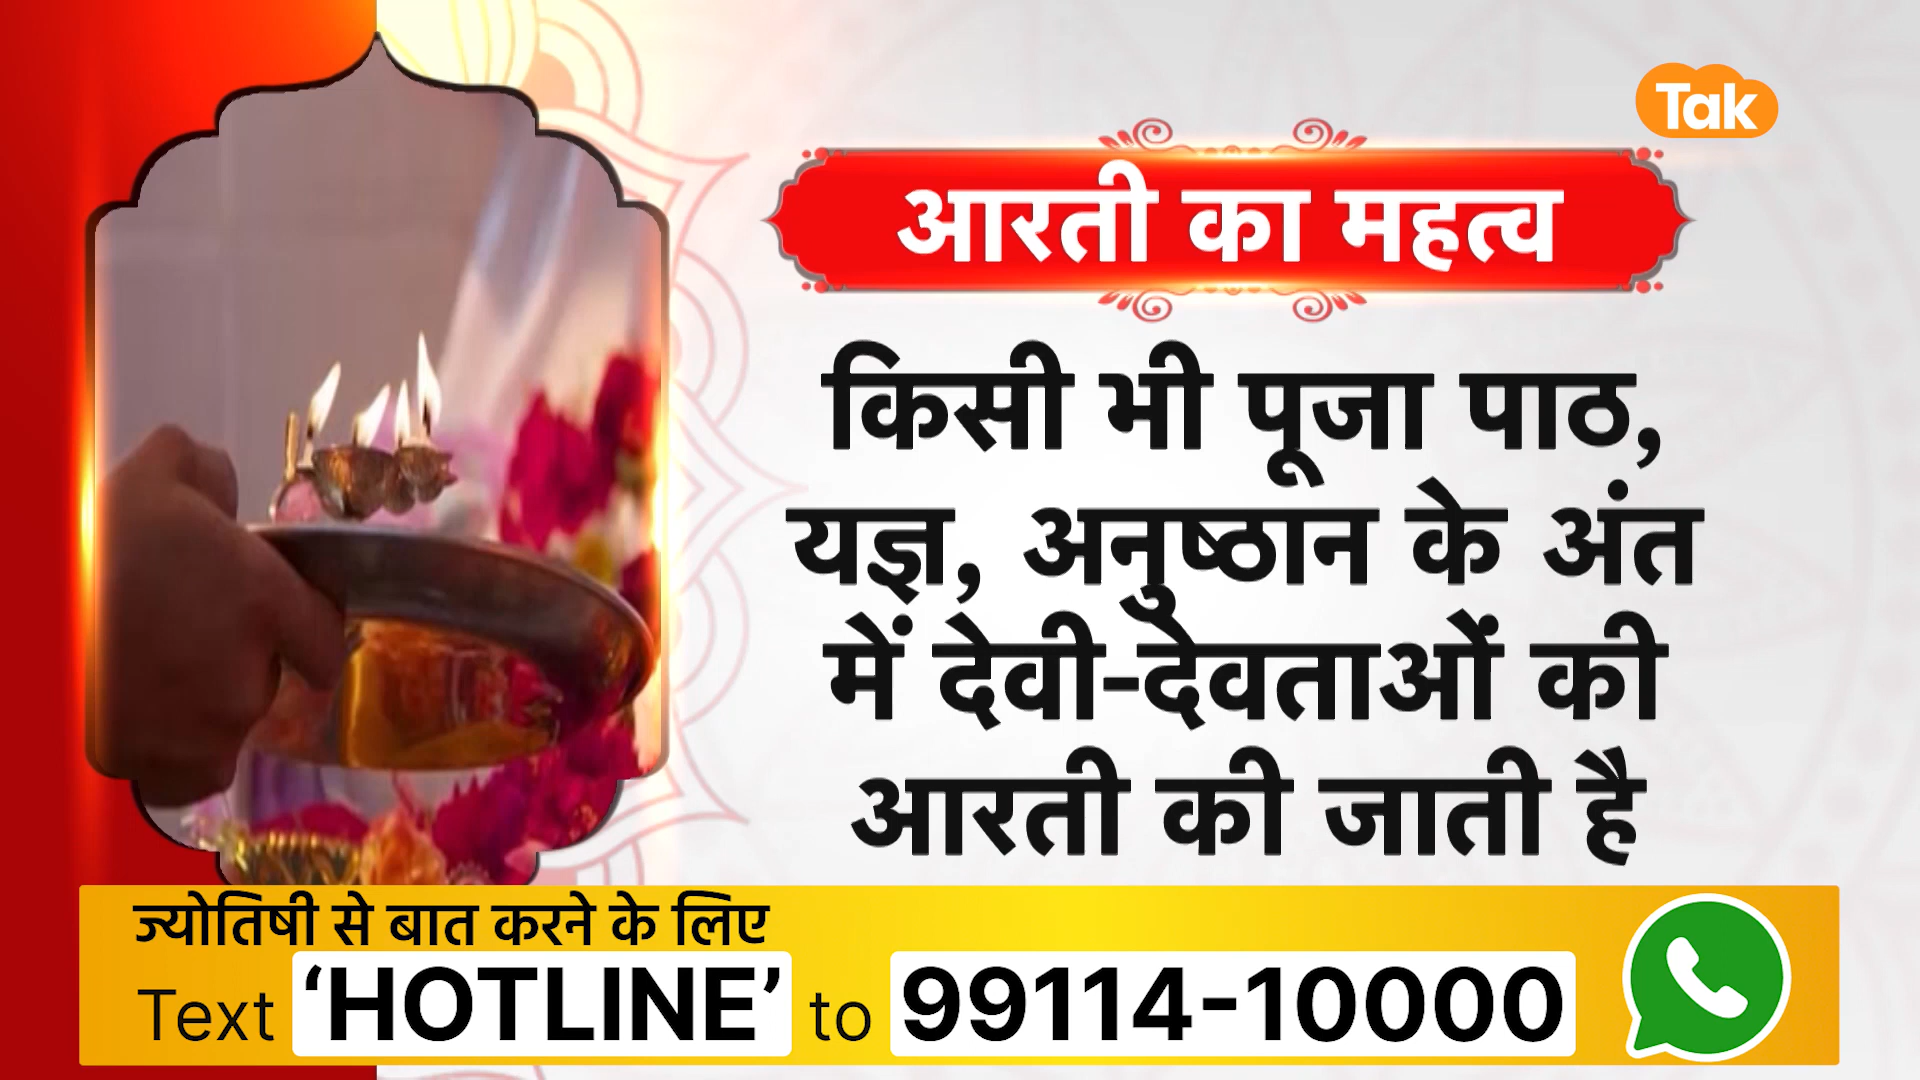 Tak
आरती का महत्व
किसी भी पूजा पाठ,
यज्ञ, अनुष्ठान के अंत
में देवी-देवताओं की
आरती की जाती है
ज्योतिषी से बात करने के लिए
Text ‘HOTLINE’ to 99114-10000